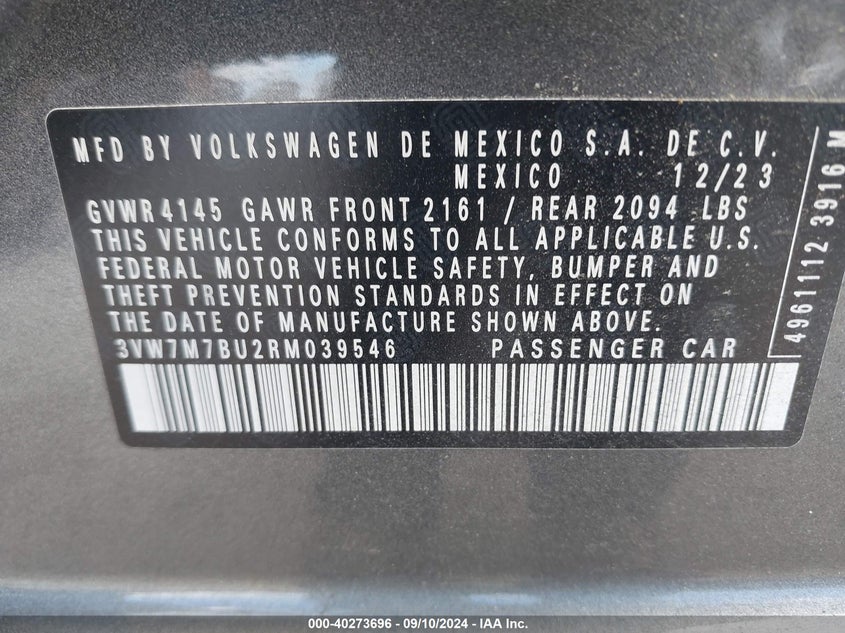 MFD BY VOLKSWAGEN DE MEXICO S.A. DE C.V.
MEXICO 12/23
GVWR 4145 GAWR FRONT 2161 / REAR 2094 LBS
THIS VEHICLE CONFORMS TO ALL APPLICABLE U.S.
FEDERAL MOTOR VEHICLE SAFETY, BUMPER AND
THEFT PREVENTION STANDARDS IN EFFECT ON
THE DATE OF MANUFACTURE SHOWN ABOVE.
3VW7M7BU2RM039546 PASSENGER CAR
4961112 3916 M
000-40273696 - 09/10/2024 - IAA Inc.